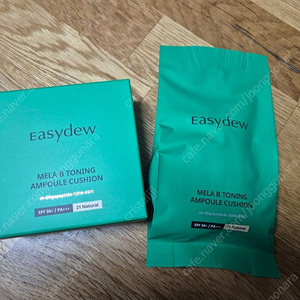 Easydew
MELA B TONING
AMPOULE CUSHION
SPF 50+ / PA+++
21 Natural
Easydew
MELA B TONING
AMPOULE CUSHION
SPF 50+ / PA+++
21 Natural